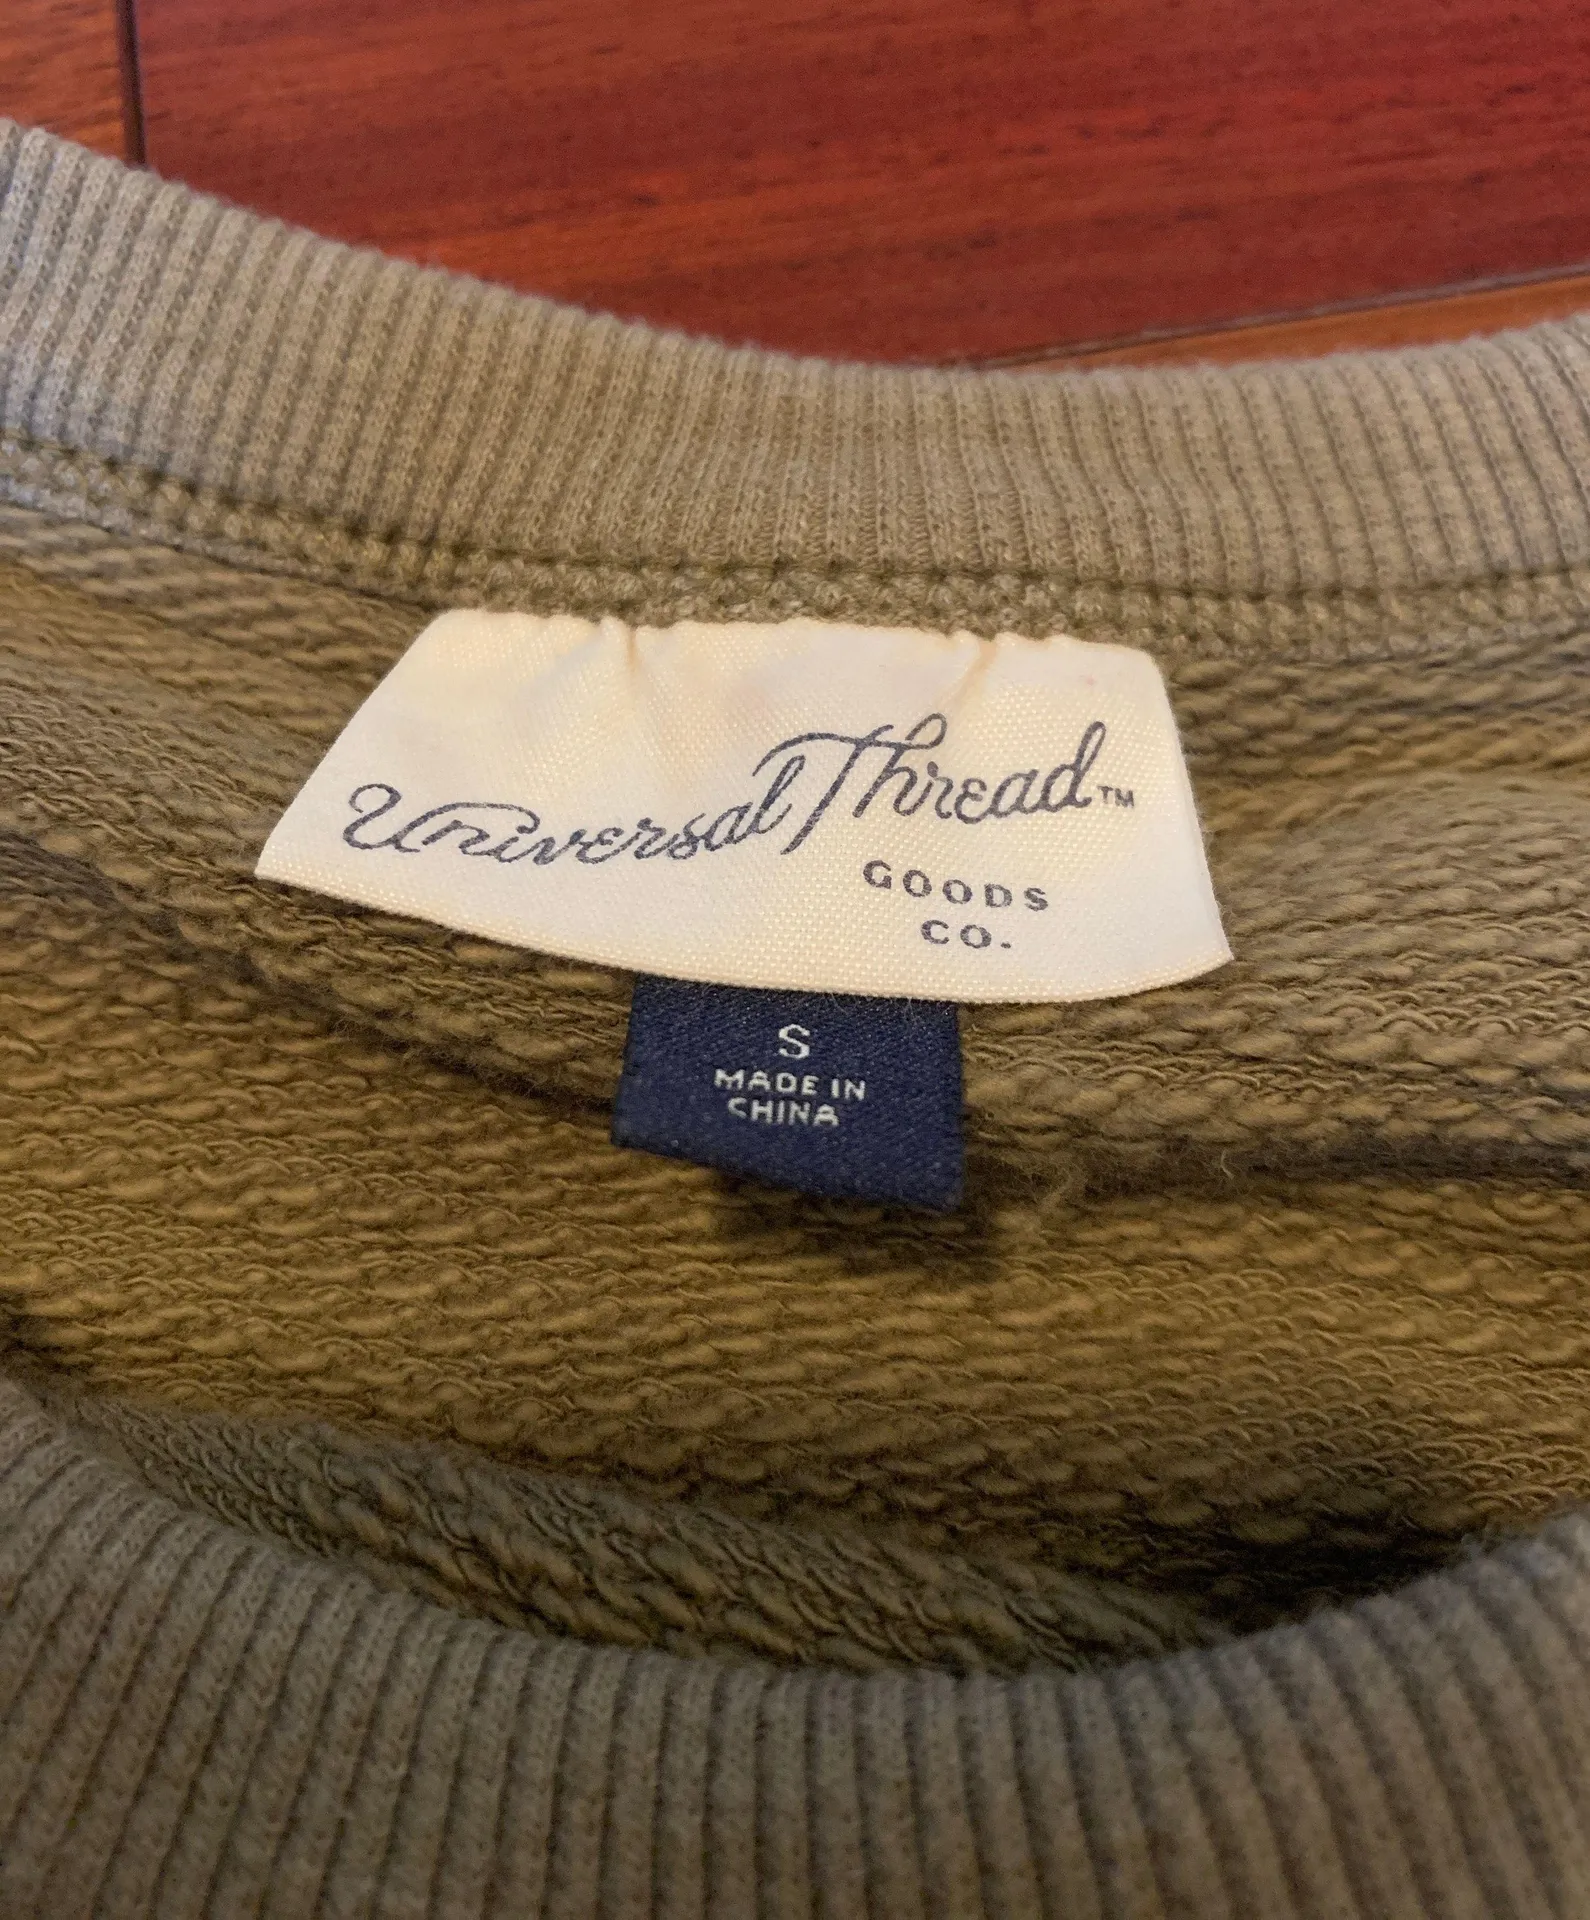 Universal Thread™
GOODS
CO.
S
MADE IN
CHINA